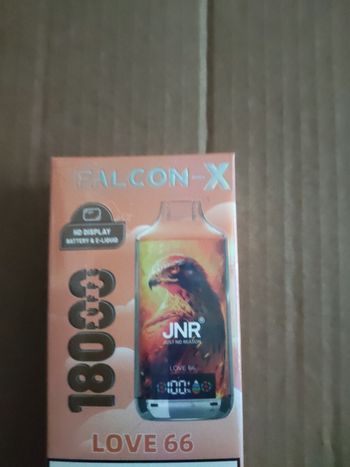 FALCON-X
HD DISPLAY
BATTERY & E-LIQUID
18000
JNR®
JUST NO REASON
LOVE 66
100%
LOVE 66